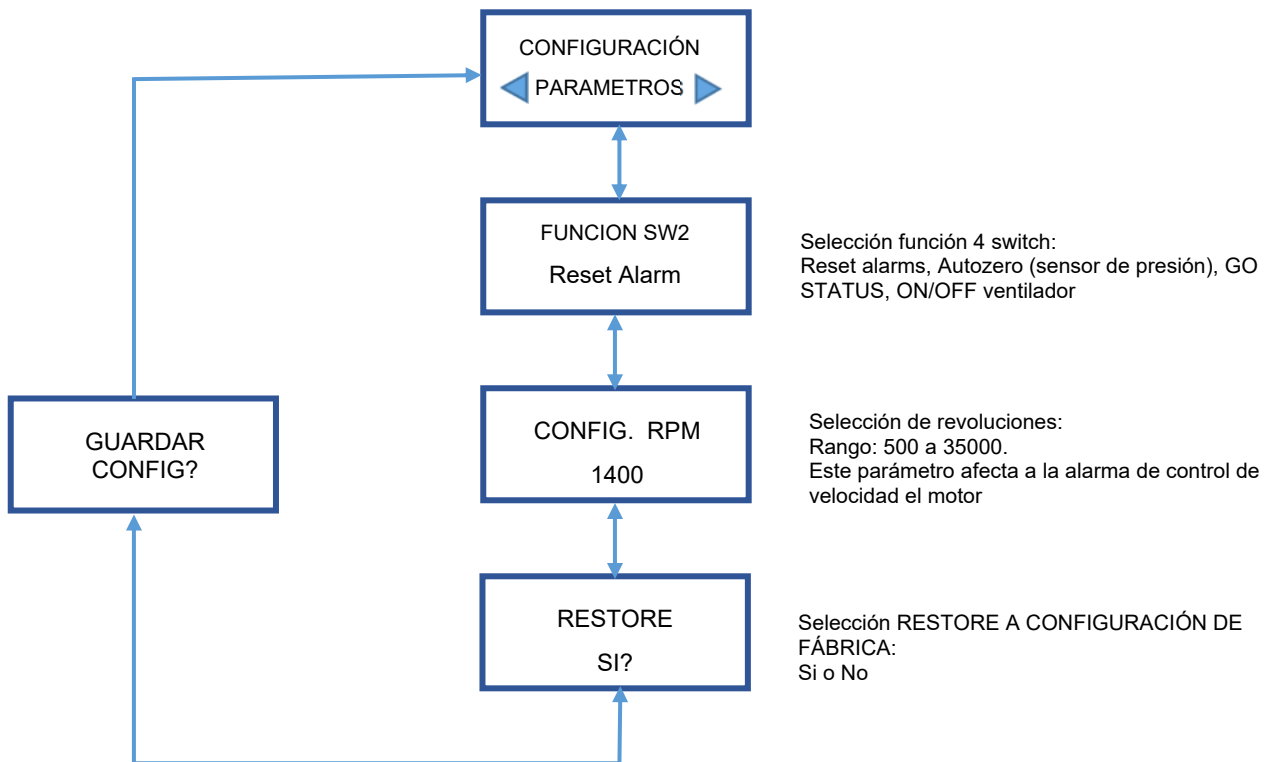 CONFIGURACIÓN
PARAMETROS
FUNCION SW2
Reset Alarm
Selección función 4 switch:
Reset alarms, Autozero (sensor de presión), GO
STATUS, ON/OFF ventilador
GUARDAR
CONFIG?
CONFIG. RPM
1400
Selección de revoluciones:
Rango: 500 a 35000.
Este parámetro afecta a la alarma de control de
velocidad el motor
RESTORE
SI?
Selección RESTORE A CONFIGURACIÓN DE
FÁBRICA:
Si o No